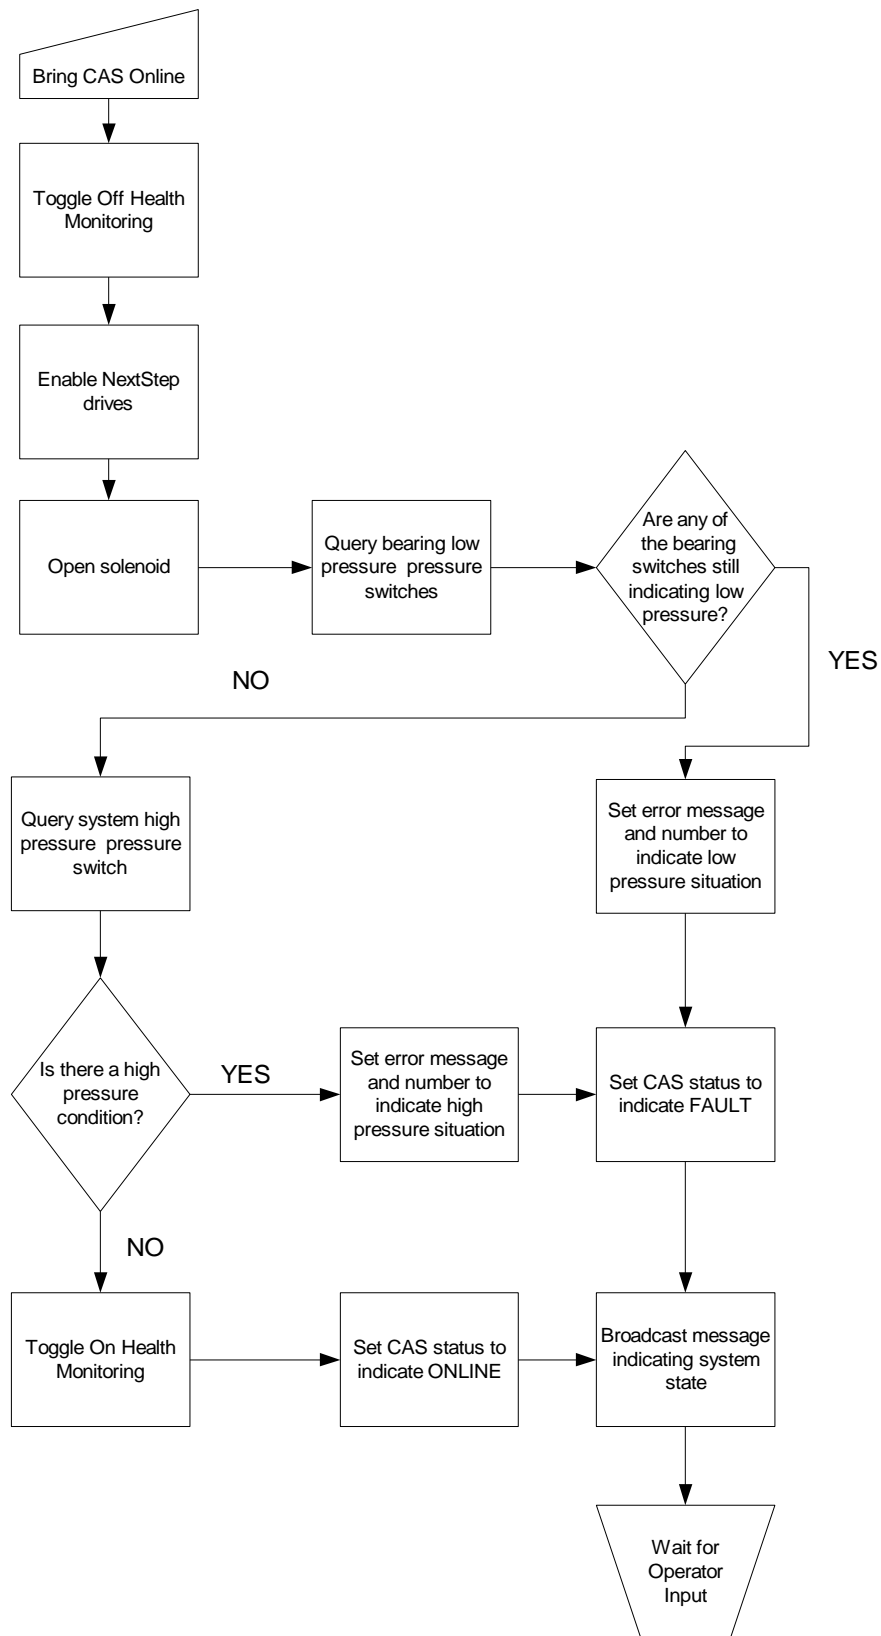 Bring CAS Online
Toggle Off Health
Monitoring
Enable NextStep
drives
Open solenoid
Query bearing low
pressure pressure
switches
Are any of
the bearing
switches still
indicating low
pressure?
YES
NO
Query system high
pressure pressure
switch
Set error message
and number to
indicate low
pressure situation
Is there a high
pressure
condition?
YES
Set error message
and number to
indicate high
pressure situation
Set CAS status to
indicate FAULT
NO
Toggle On Health
Monitoring
Set CAS status to
indicate ONLINE
Broadcast message
indicating system
state
Wait for
Operator
Input